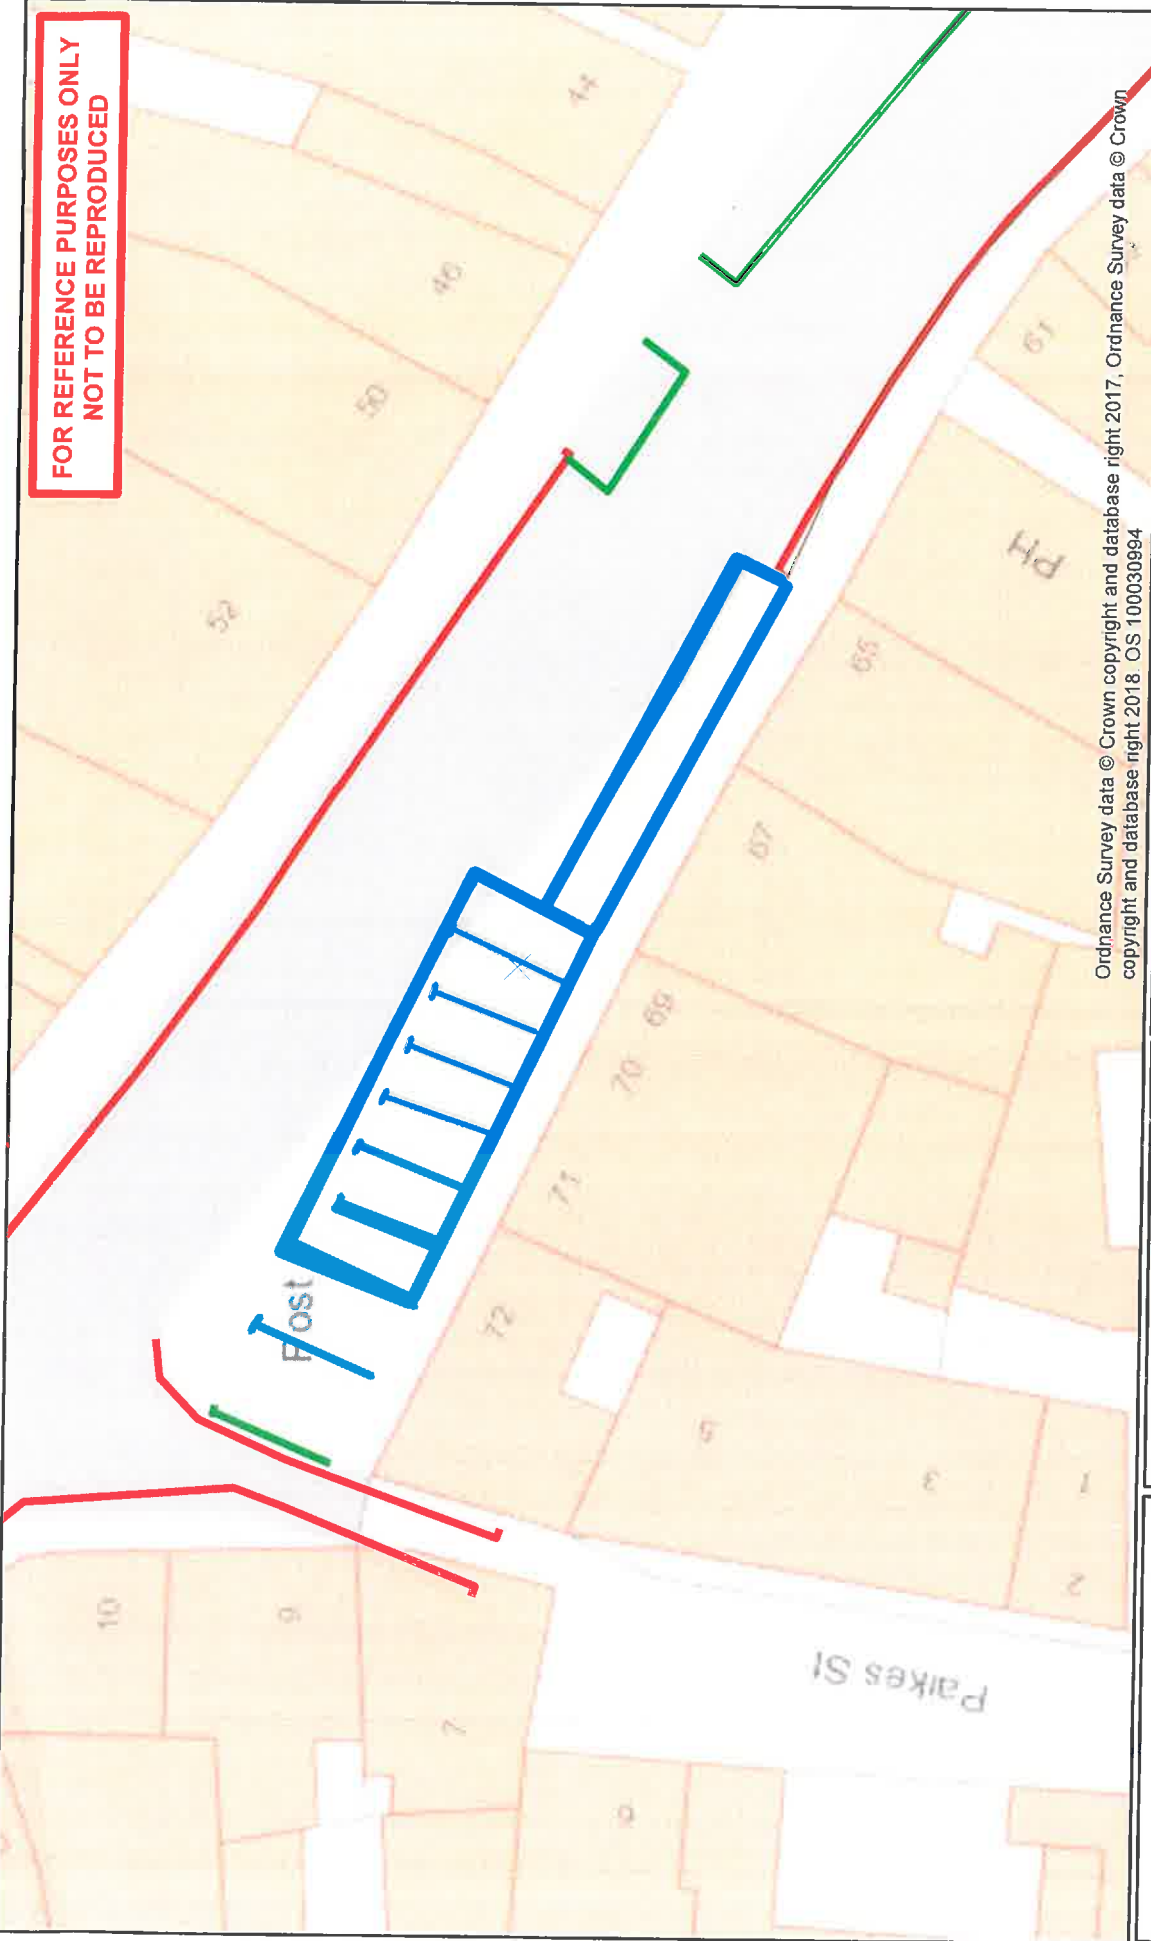 FOR REFERENCE PURPOSES ONLY
NOT TO BE REPRODUCED
44
46
50
52
61
PH
65
67
69
70
71
72
Post
5
3
1
2
10
9
7
6
Parkes St
Ordnance Survey data © Crown copyright and database right 2017, Ordnance Survey data © Crown
copyright and database right 2018. OS 100030994